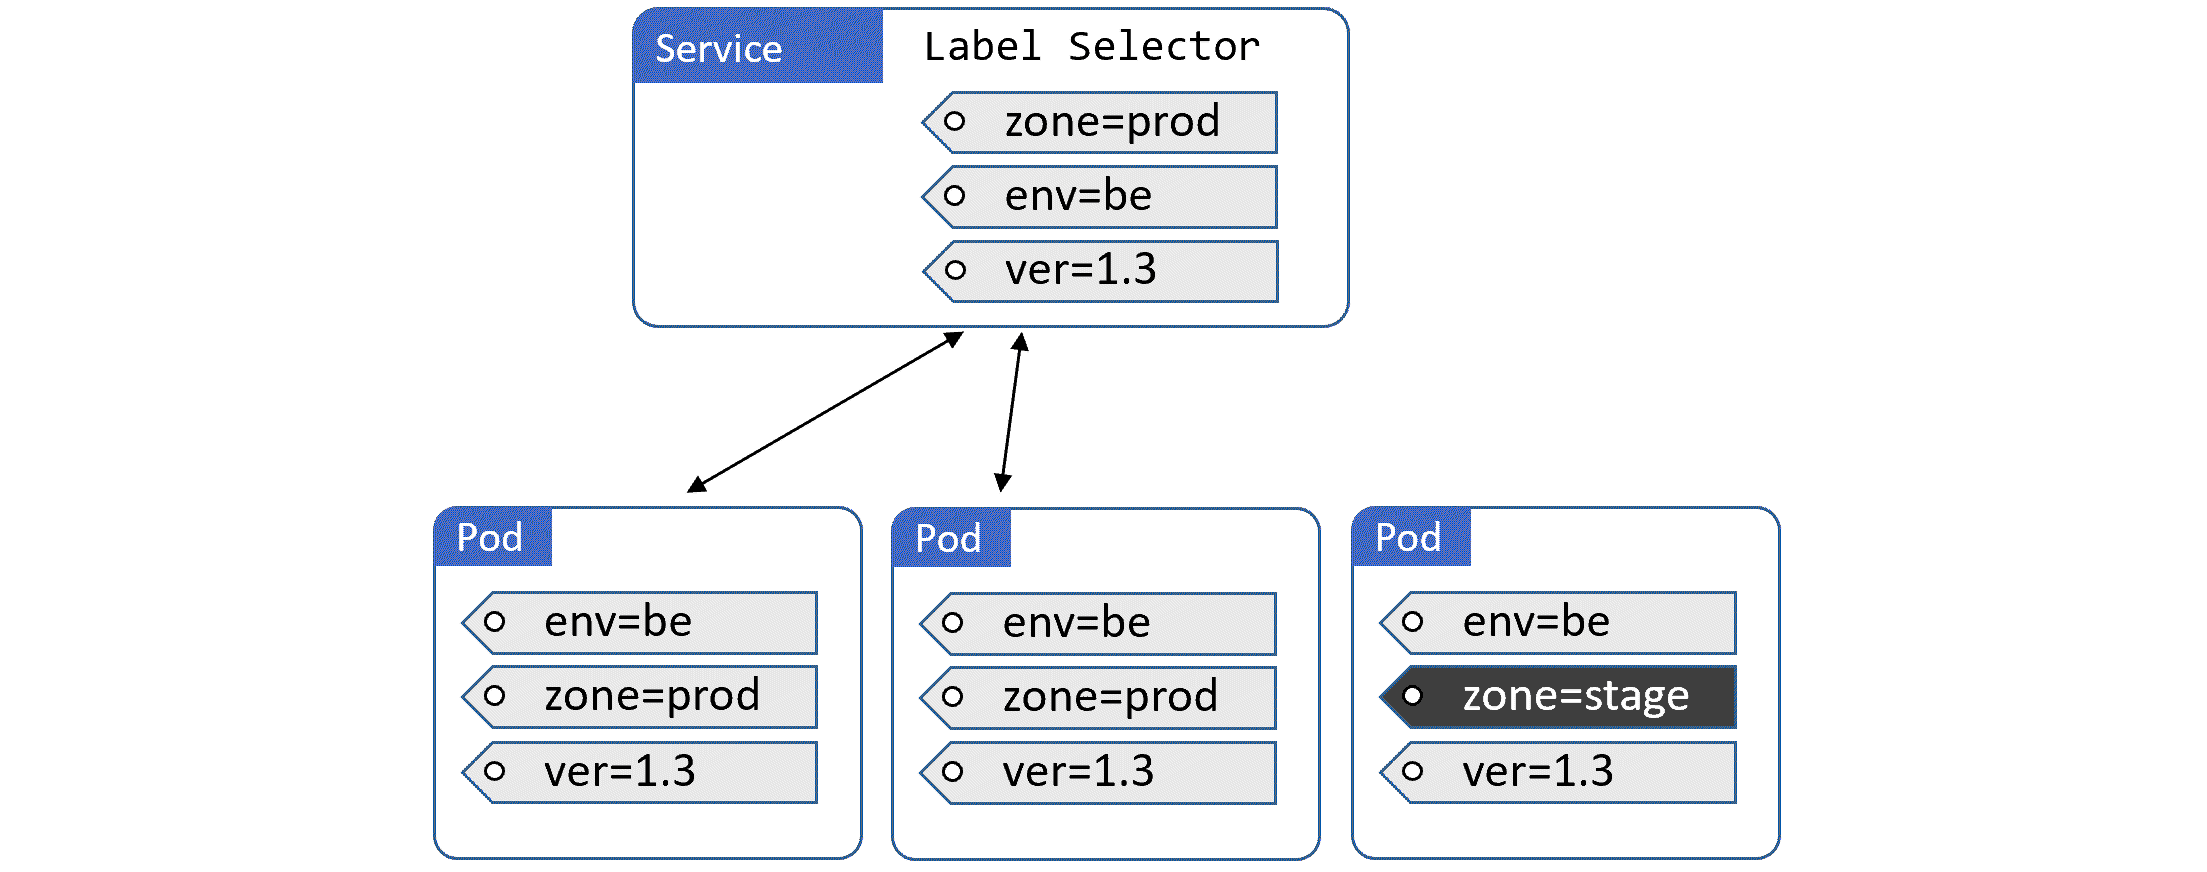 Service
Label Selector
zone=prod
env=be
ver=1.3
Pod
env=be
zone=prod
ver=1.3
Pod
env=be
zone=prod
ver=1.3
Pod
env=be
zone=stage
ver=1.3